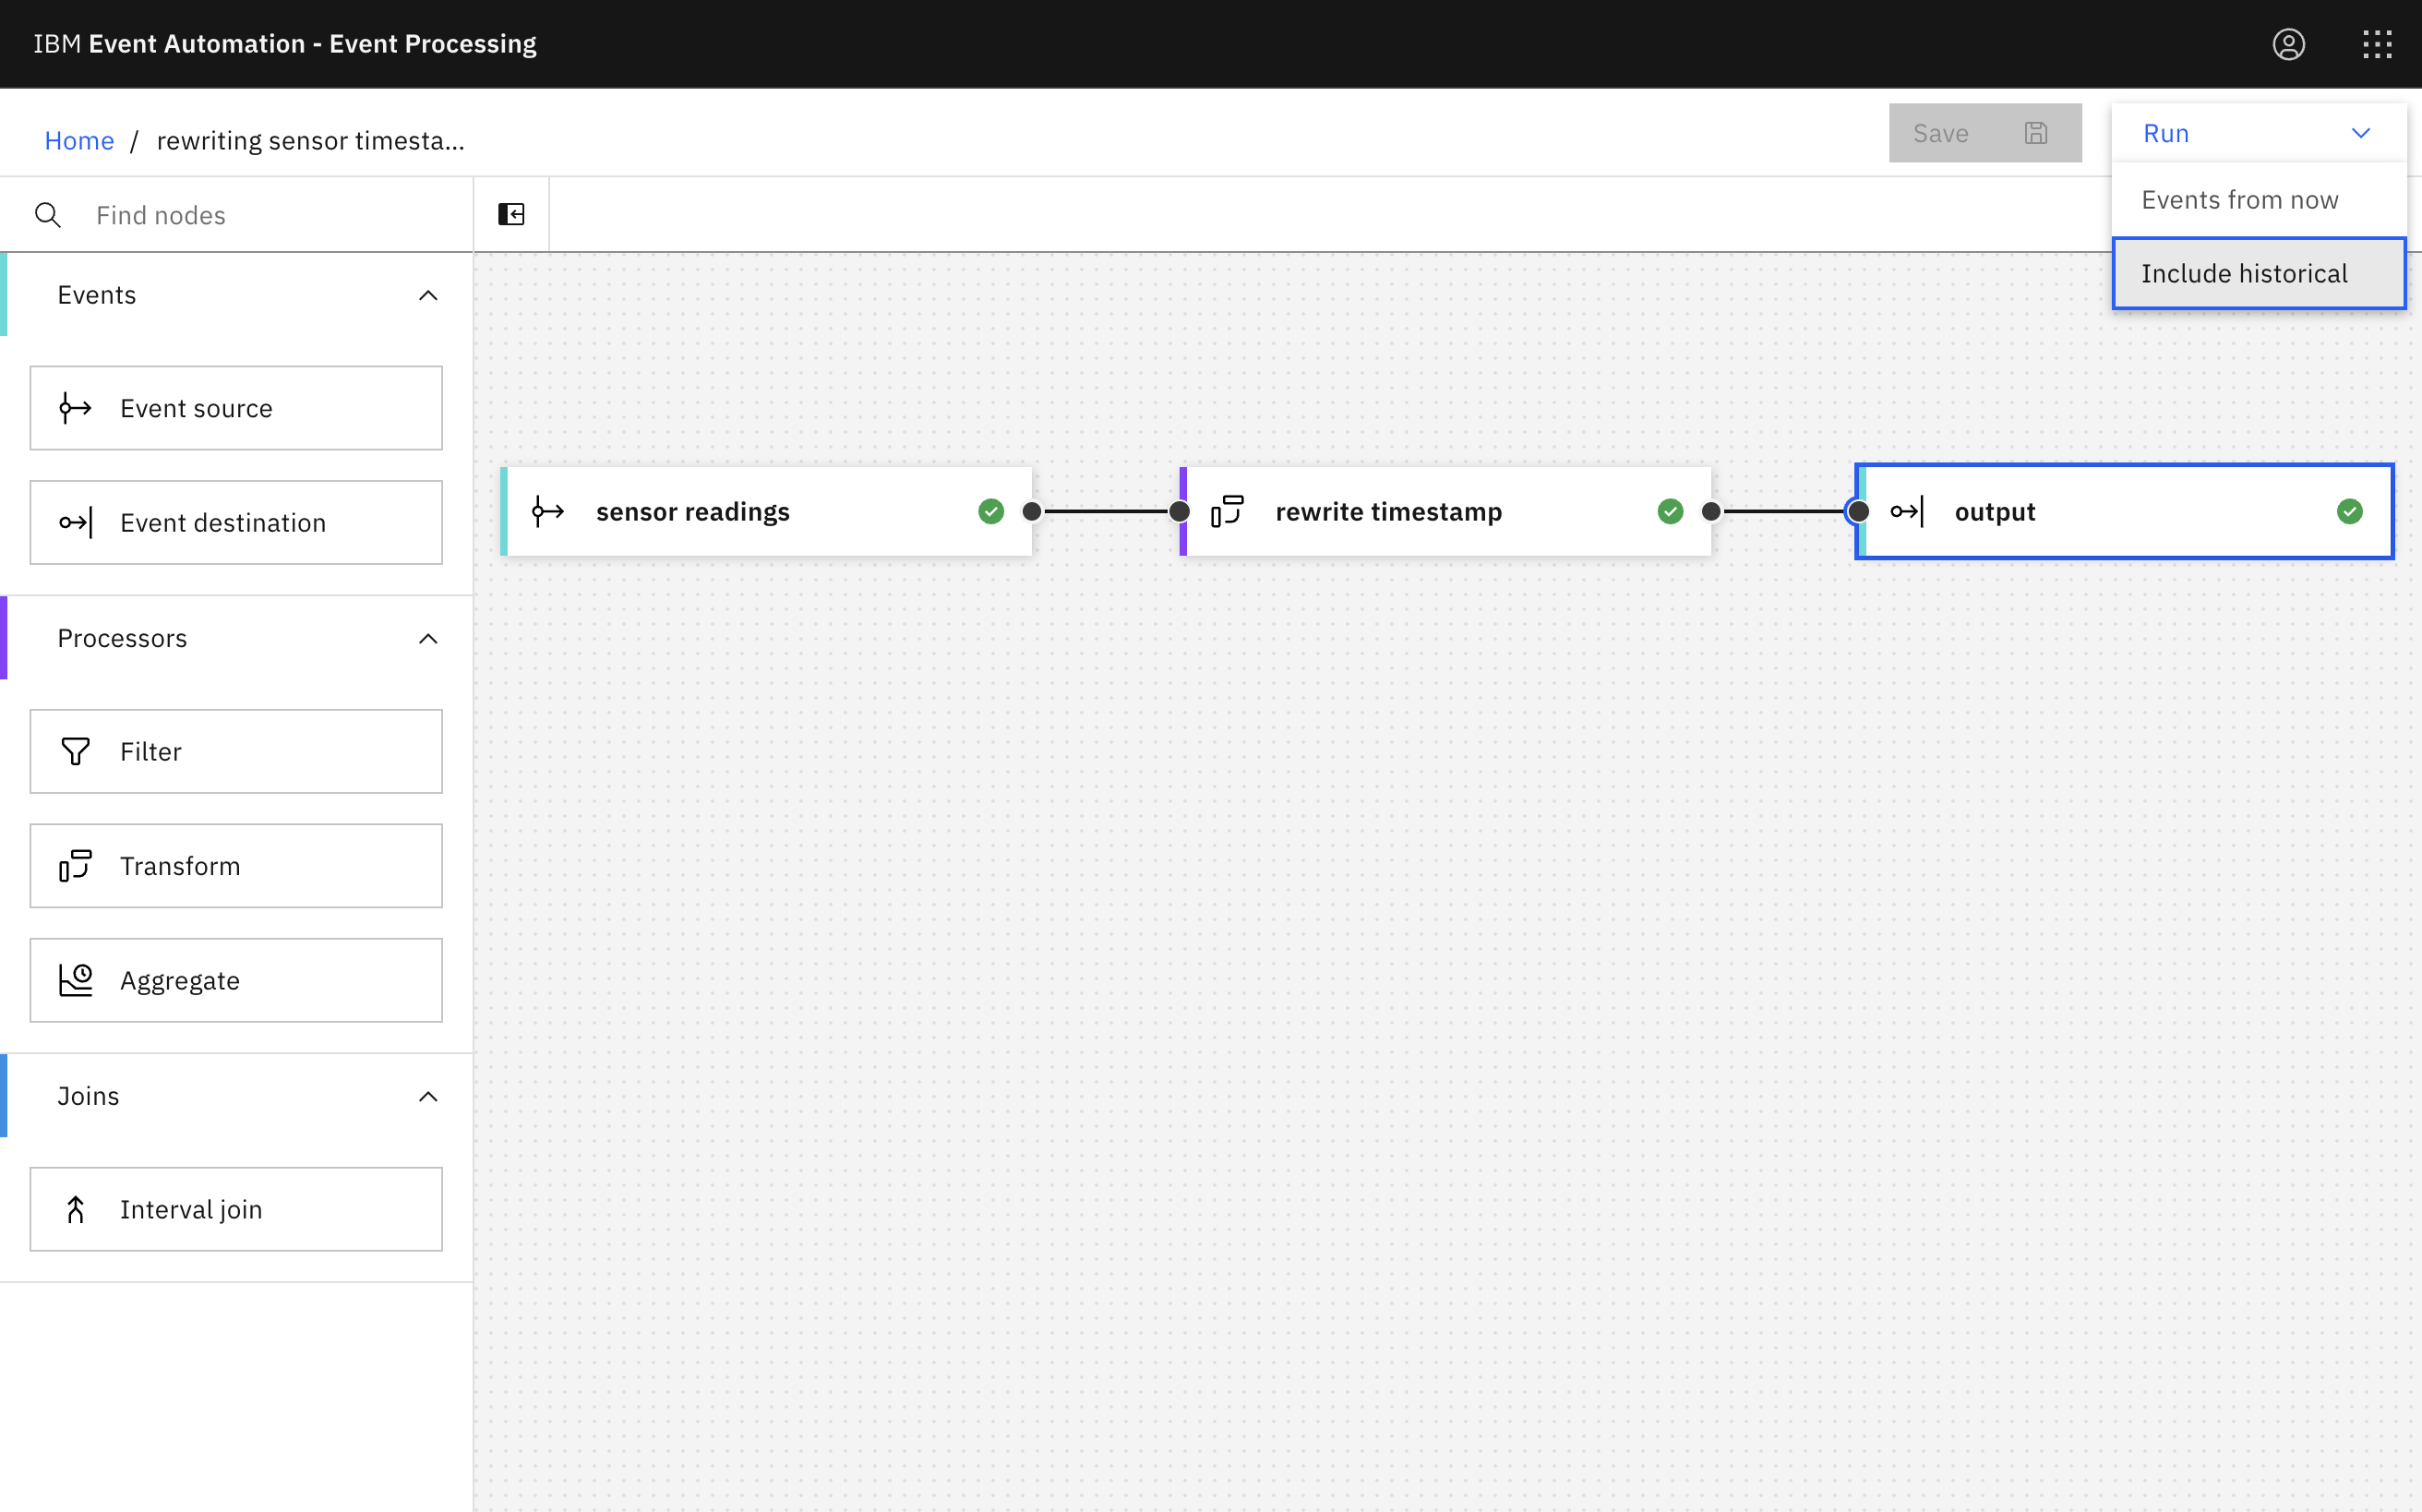 IBM Event Automation - Event Processing
Home / rewriting sensor timesta...
Save
Run
Find nodes
Events from now
Include historical
Events
Event source
Event destination
sensor readings
rewrite timestamp
output
Processors
Filter
Transform
Aggregate
Joins
Interval join